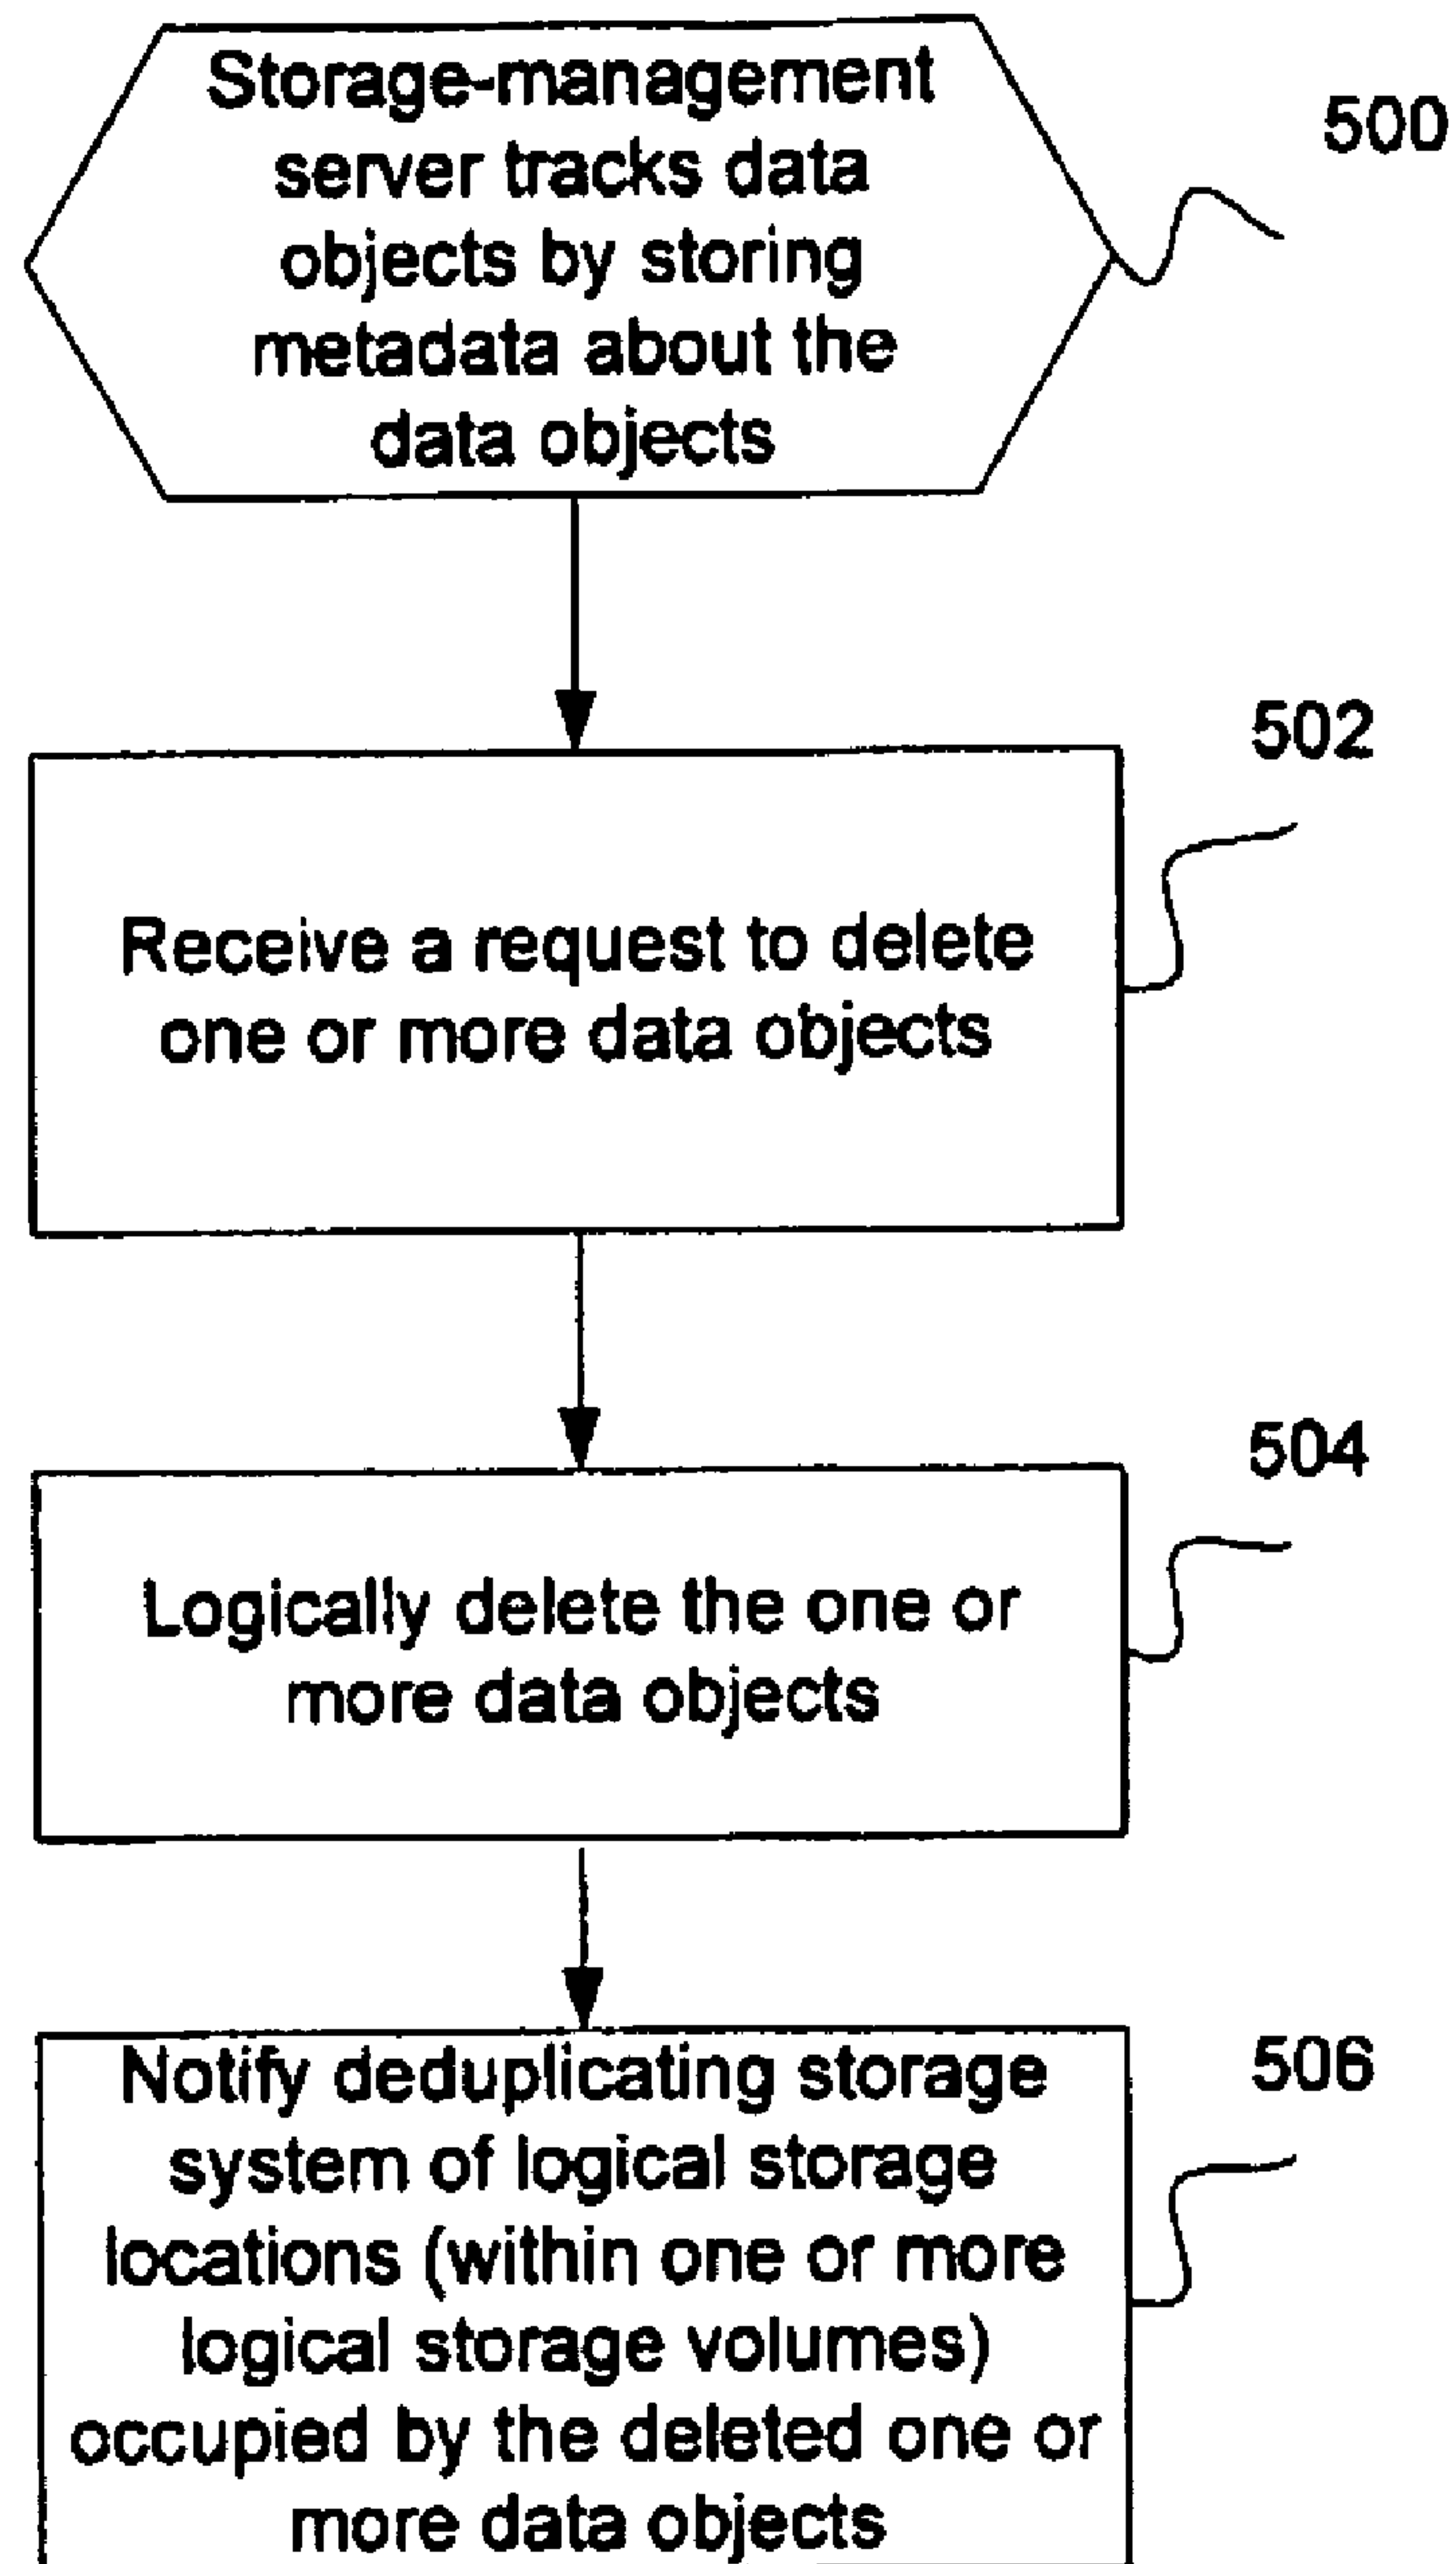 Storage-management
server tracks data
objects by storing
metadata about the
data objects
500
502
Receive a request to delete
one or more data objects
504
Logically delete the one or
more data objects
506
Notify deduplicating storage
system of logical storage
locations (within one or more
logical storage volumes)
occupied by the deleted one or
more data objects